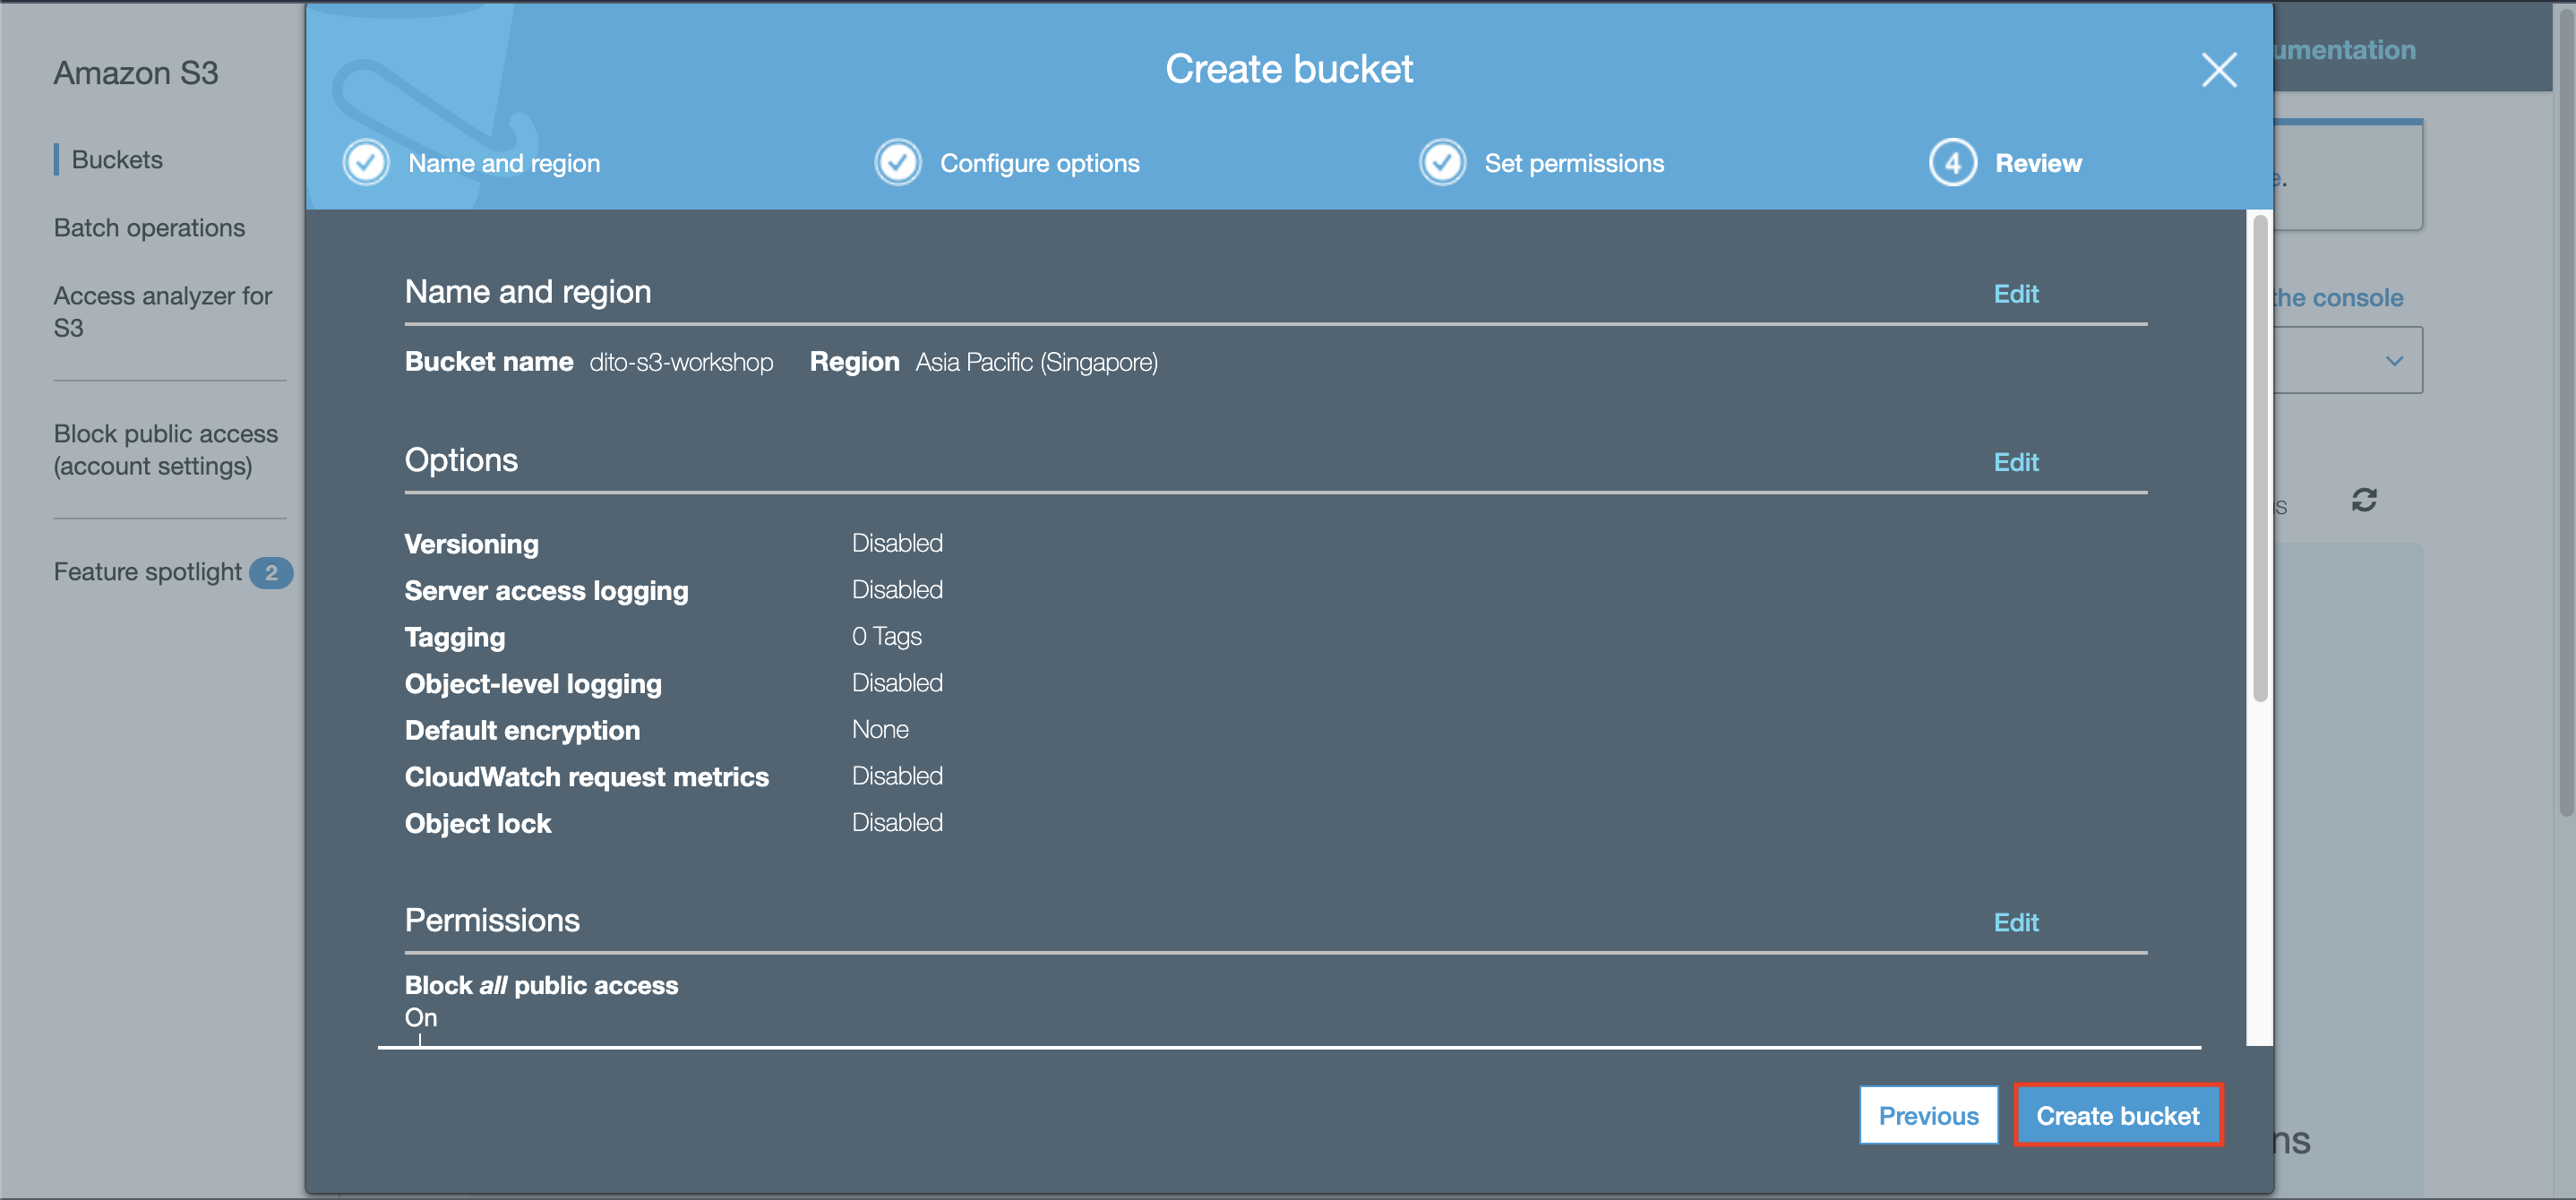 Amazon S3
Buckets
Batch operations
Access analyzer for
S3
Block public access
(account settings)
Feature spotlight 2
Create bucket
Name and region
Configure options
Set permissions
4 Review
Name and region Edit
Bucket name dito-s3-workshop Region Asia Pacific (Singapore)
Options Edit
Versioning Disabled
Server access logging Disabled
Tagging 0 Tags
Object-level logging Disabled
Default encryption None
CloudWatch request metrics Disabled
Object lock Disabled
Permissions Edit
Block all public access
On
Previous Create bucket
umentation
e.
the console
s
ns